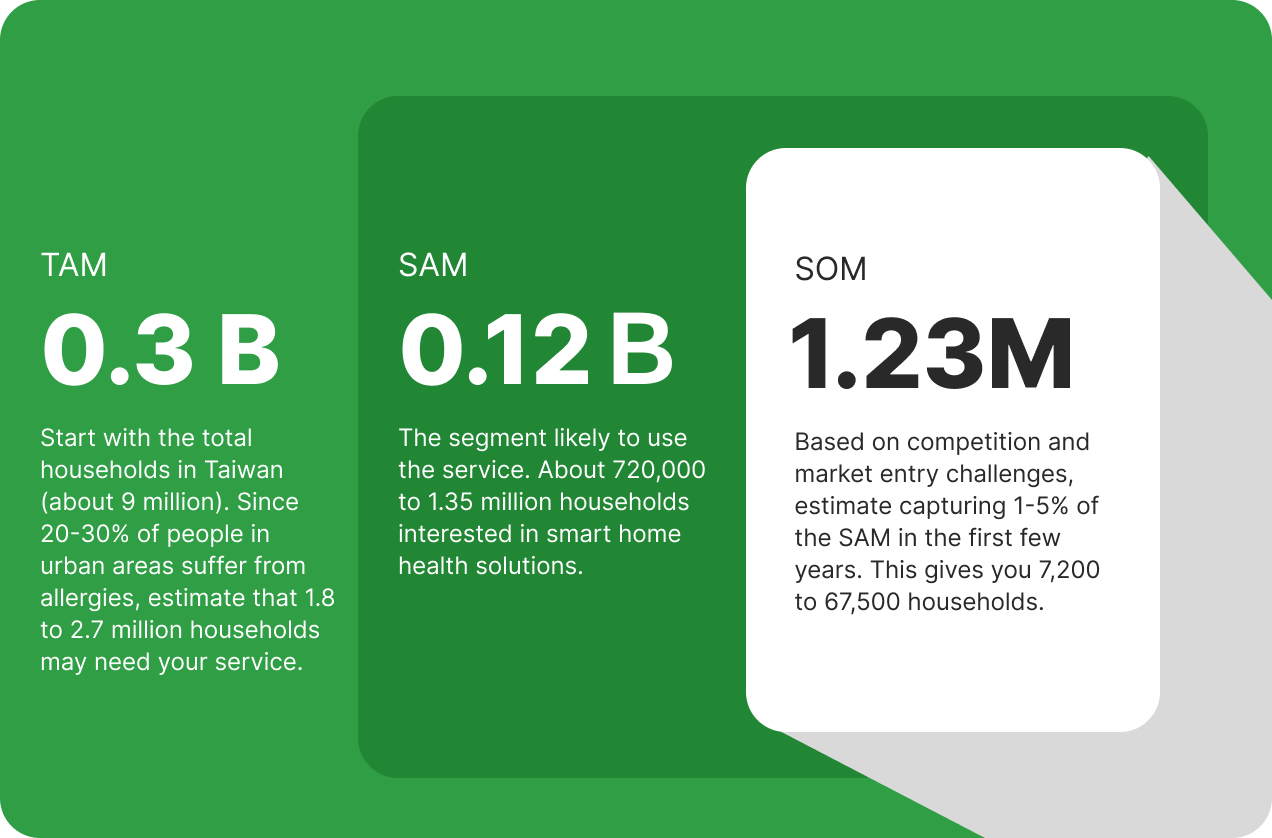 TAM
0.3 B
Start with the total
households in Taiwan
(about 9 million). Since
20-30% of people in
urban areas suffer from
allergies, estimate that 1.8
to 2.7 million households
may need your service.
SAM
0.12 B
The segment likely to use
the service. About 720,000
to 1.35 million households
interested in smart home
health solutions.
SOM
1.23M
Based on competition and
market entry challenges,
estimate capturing 1-5% of
the SAM in the first few
years. This gives you 7,200
to 67,500 households.